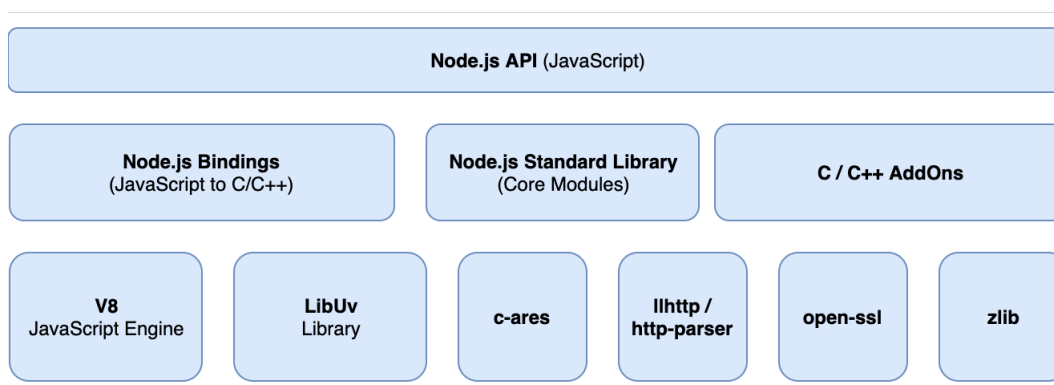 Node.js API (JavaScript)
Node.js Bindings
(JavaScript to C/C++)
Node.js Standard Library
(Core Modules)
C / C++ AddOns
V8
JavaScript Engine
LibUv
Library
c-ares
llhttp /
http-parser
open-ssl
zlib